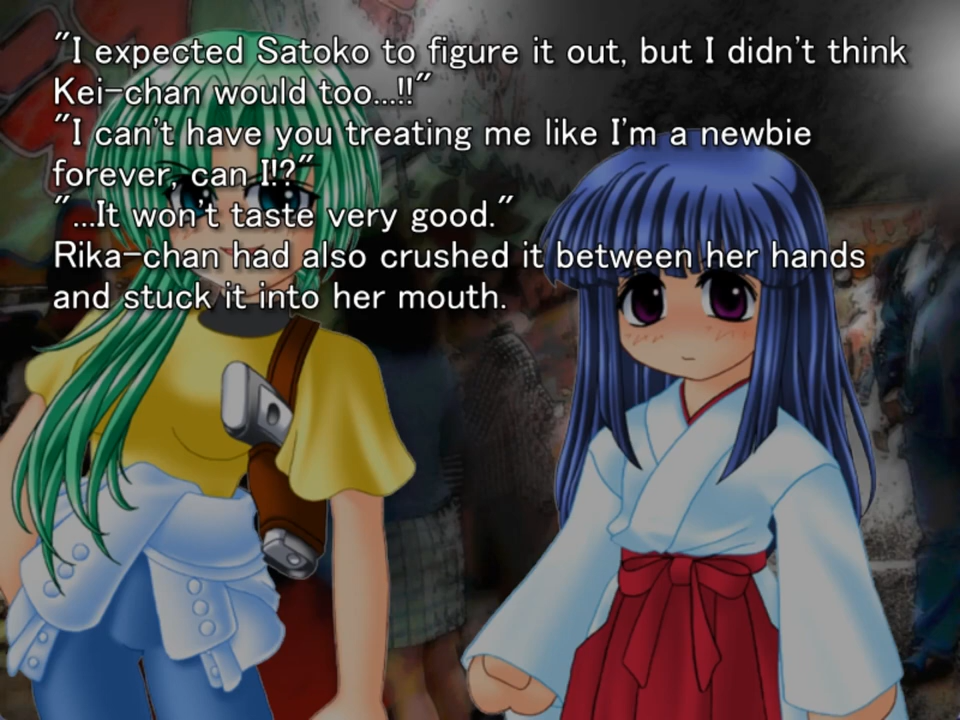 "I expected Satoko to figure it out, but I didn't think
Kei-chan would too...!!"
"I can't have you treating me like I'm a newbie
forever, can I!?"
"...It won't taste very good."
Rika-chan had also crushed it between her hands
and stuck it into her mouth.